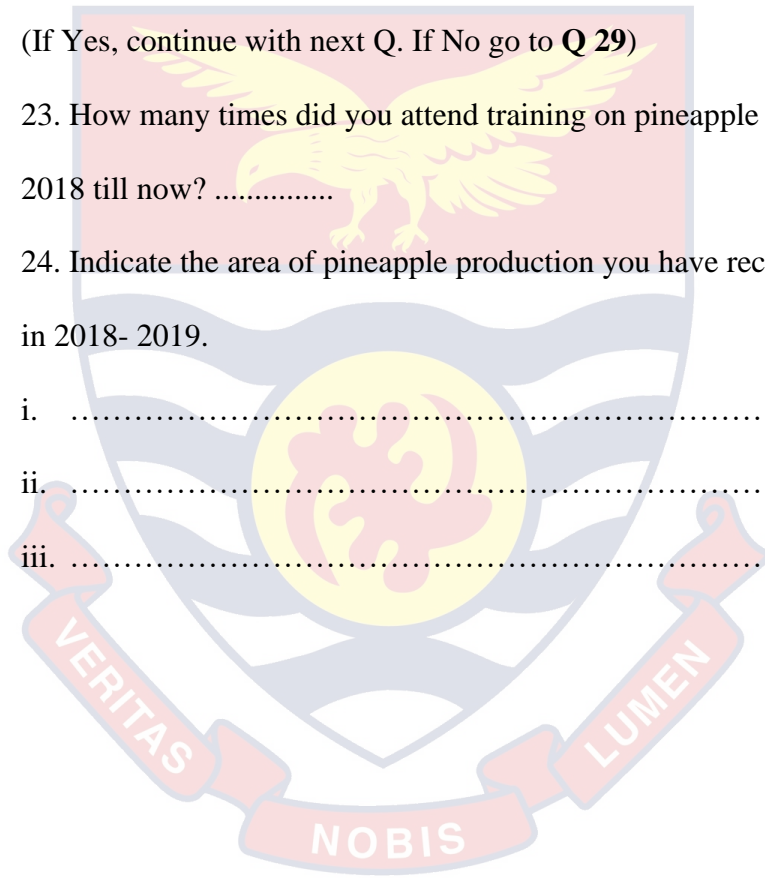 (If Yes, continue with next Q. If No go to Q 29)
23. How many times did you attend training on pineapple
2018 till now? ...............
24. Indicate the area of pineapple production you have rec
in 2018- 2019.
i. ……………………………………………………………
ii. ……………………………………………………………
iii. ……………………………………………………………
VERITAS
NOBIS
LUMEN